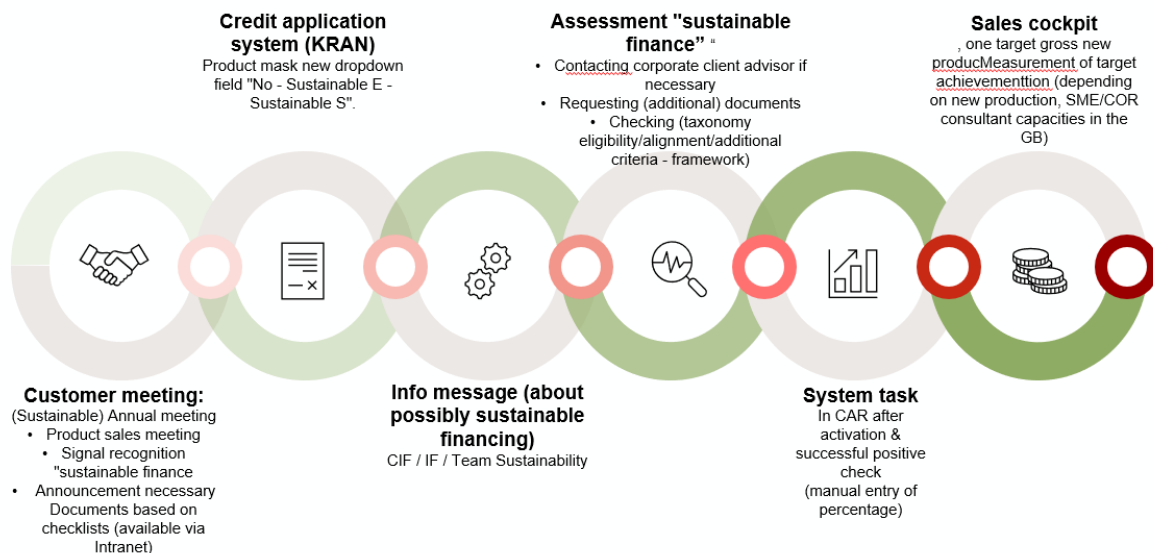 Credit application
system (KRAN)
Product mask new dropdown
field "No - Sustainable E -
Sustainable S".
Assessment "sustainable
finance" "
• Contacting corporate client advisor if
necessary
• Requesting (additional) documents
• Checking (taxonomy
eligibility/alignment/additional
criteria - framework)
Sales cockpit
, one target gross new
producMeasurement of target
achievementtion (depending
on new production, SME/COR
consultant capacities in the
GB)
Customer meeting:
(Sustainable) Annual meeting
• Product sales meeting
• Signal recognition
"sustainable finance
• Announcement necessary
Documents based on
checklists (available via
Intranet)
Info message (about
possibly sustainable
financing)
CIF / IF / Team Sustainability
System task
In CAR after
activation &
successful positive
check
(manual entry of
percentage)